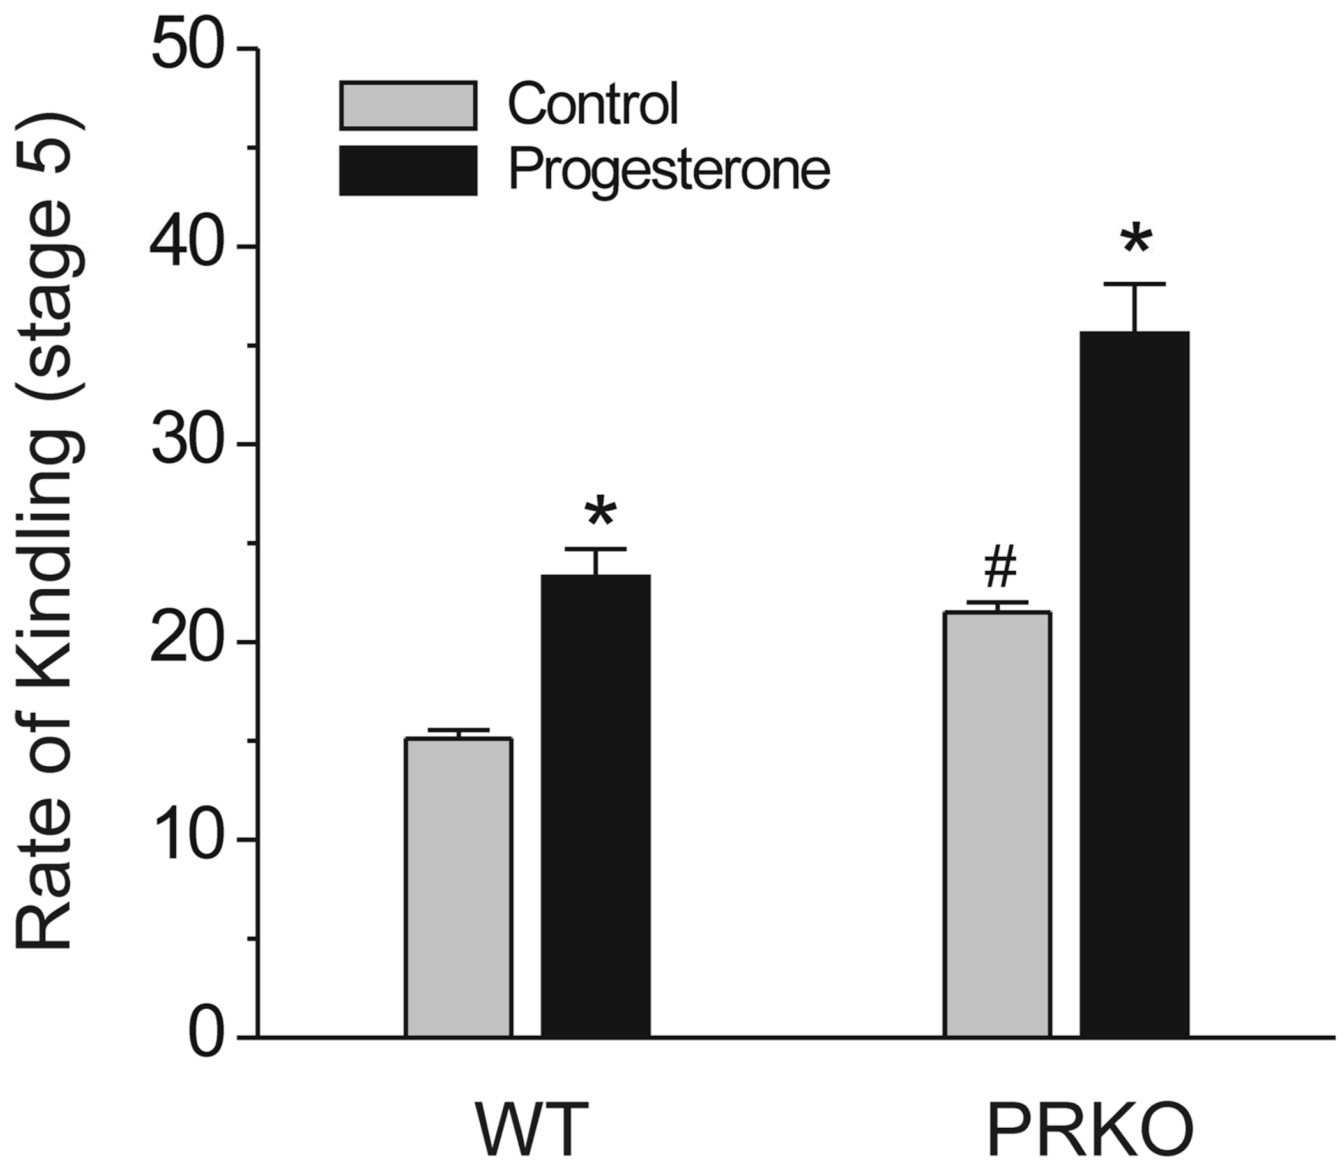 Rate of Kindling (stage 5)
50
40
30
20
10
0
Control
Progesterone
*
*
#
WT
PRKO